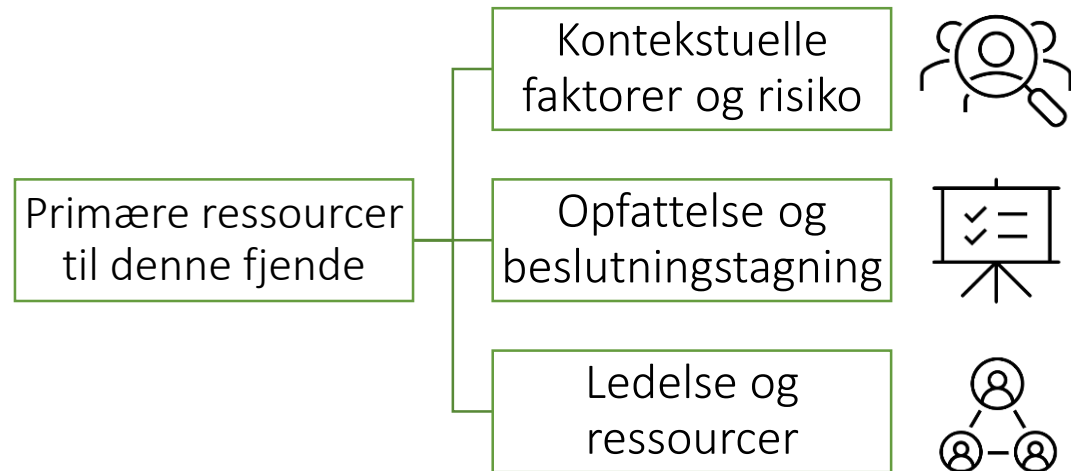 Kontekstuelle
faktorer og risiko
Primære ressourcer
til denne fjende
Opfattelse og
beslutningstagning
Ledelse og
ressourcer